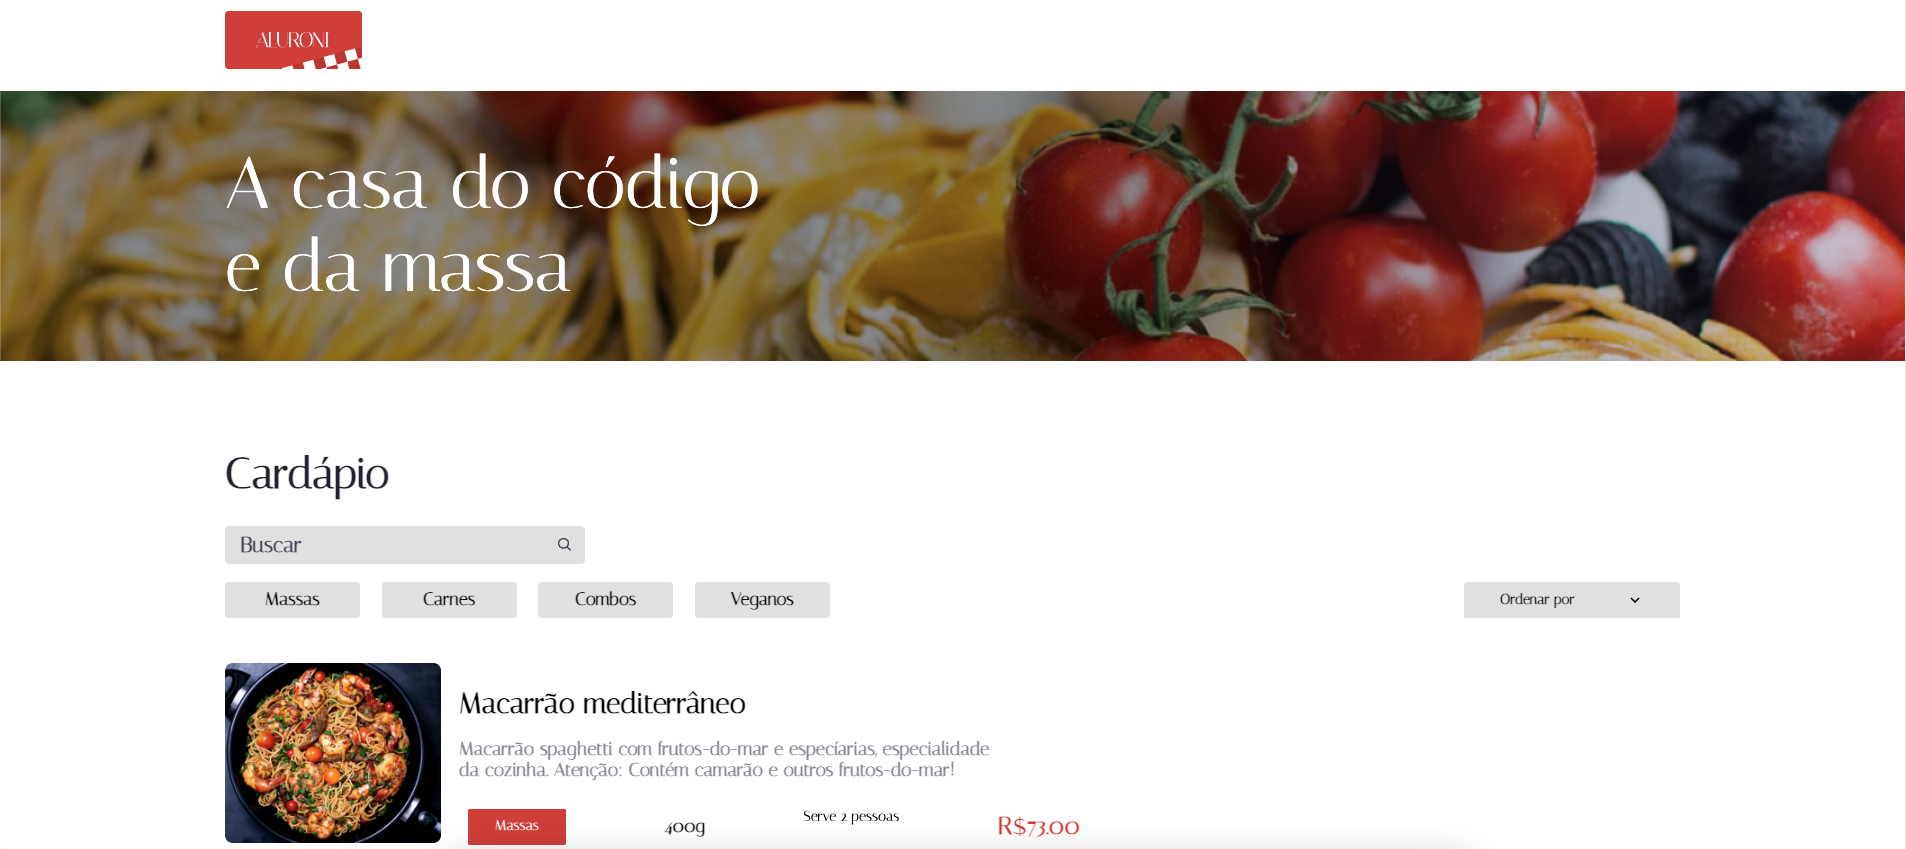 ALURONI
A casa do código
e da massa
Cardápio
Buscar
Massas
Carnes
Combos
Veganos
Ordenar por
Macarrão mediterrâneo
Macarrão spaghetti com frutos-do-mar e especíarias, especialidade
da cozinha. Atenção: Contém camarão e outros frutos-do-mar!
Massas
400g
Serve 2 pessoas
R$73.00